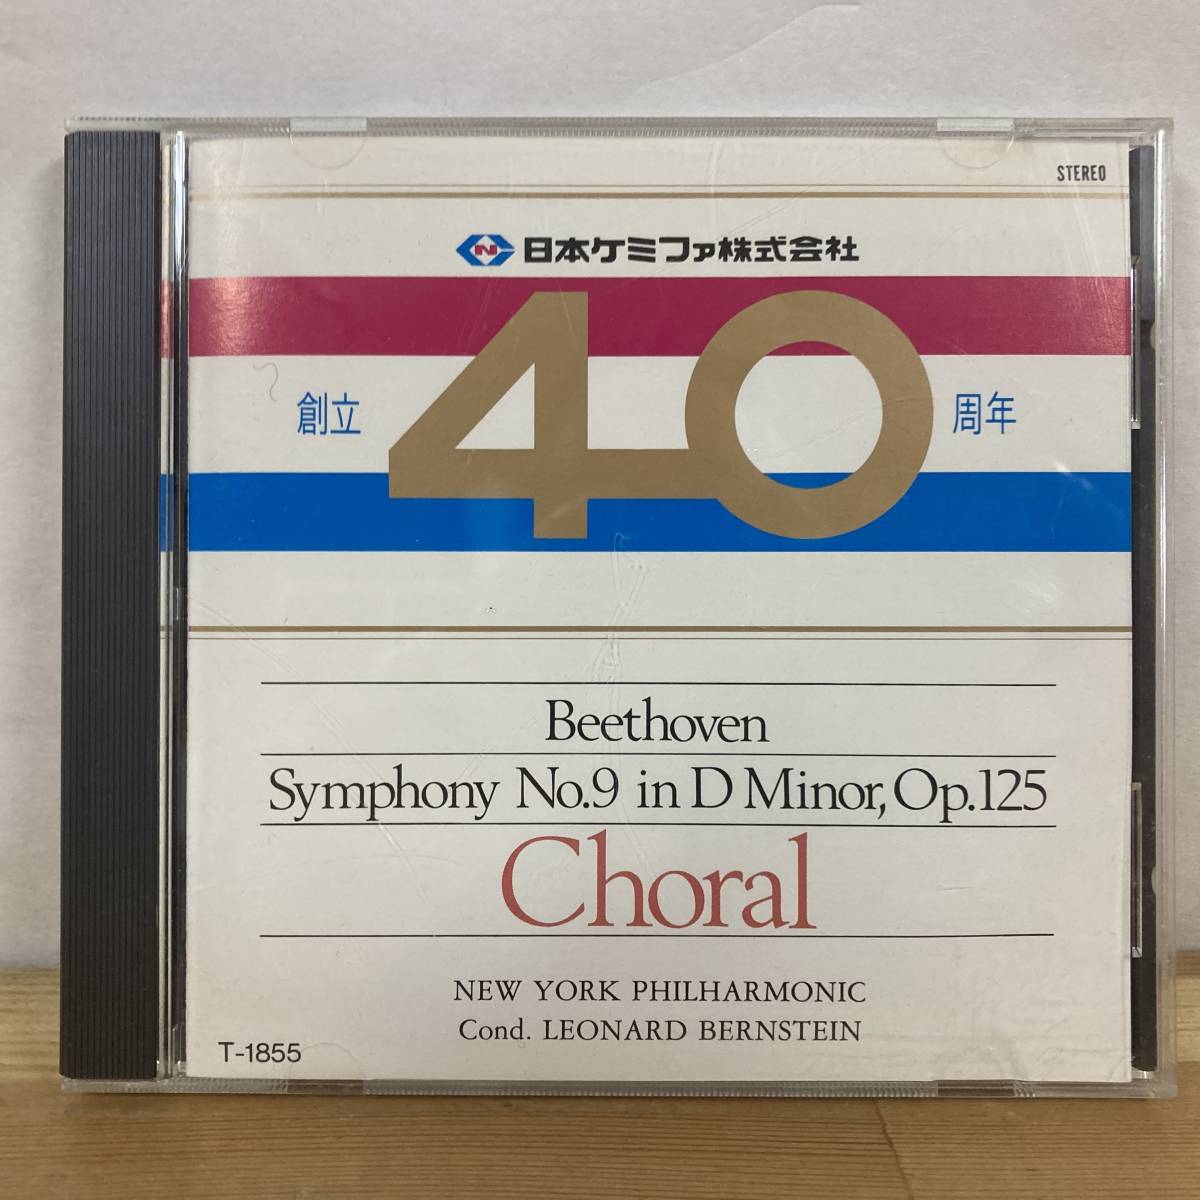 STEREO
N 日本ケミファ株式会社
創立 40 周年
Beethoven
Symphony No.9 in D Minor, Op.125
Choral
NEW YORK PHILHARMONIC
Cond. LEONARD BERNSTEIN
T-1855